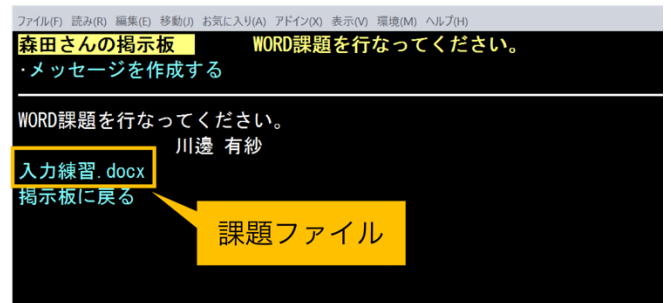 ファイル(F) 読み(R) 編集(E) 移動(J) お気に入り(A) アドイン(X) 表示(V) 環境(M) ヘルプ(H)
森田さんの掲示板 WORD課題を行なってください。
・メッセージを作成する
WORD課題を行なってください。
川邊 有紗
入力練習.docx
掲示板に戻る
課題ファイル